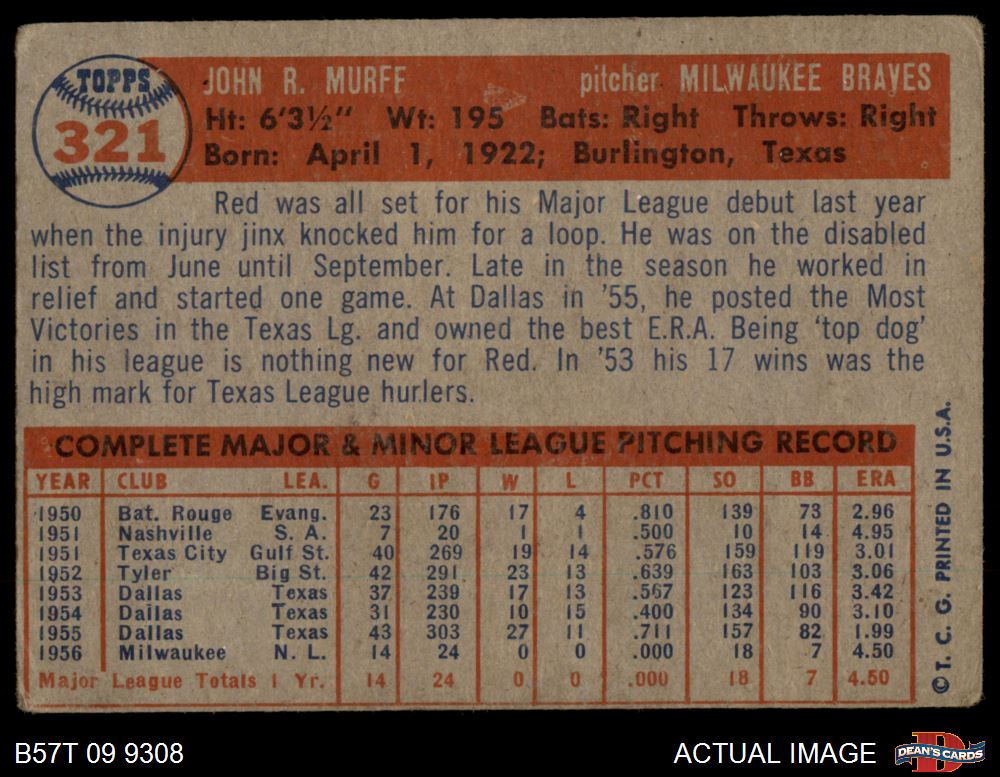 TOPPS
321
JOHN R. MURFF pitcher MILWAUKEE BRAVES
Ht: 6'3½" Wt: 195 Bats: Right Throws: Right
Born: April 1, 1922; Burlington, Texas
Red was all set for his Major League debut last year
when the injury jinx knocked him for a loop. He was on the disabled
list from June until September. Late in the season he worked in
relief and started one game. At Dallas in '55, he posted the Most
Victories in the Texas Lg. and owned the best E.R.A. Being 'top dog'
in his league is nothing new for Red. In '53 his 17 wins was the
high mark for Texas League hurlers.
COMPLETE MAJOR & MINOR LEAGUE PITCHING RECORD
YEAR CLUB LEA. G IP W L PCT SO BB ERA
1950 Bat. Rouge Evang. 23 176 17 4 .810 139 73 2.96
1951 Nashville S. A. 7 20 1 1 .500 10 14 4.95
1951 Texas City Gulf St. 40 269 19 14 .576 159 119 3.01
1952 Tyler Big St. 42 291 23 13 .639 163 103 3.06
1953 Dallas Texas 37 239 17 13 .567 123 116 3.42
1954 Dallas Texas 31 230 10 15 .400 134 90 3.10
1955 Dallas Texas 43 303 27 11 .711 157 82 1.99
1956 Milwaukee N. L. 14 24 0 0 .000 18 7 4.50
Major League Totals 1 Yr. 14 24 0 0 .000 18 7 4.50
© T. C. G. PRINTED IN U.S.A.
B57T 09 9308 ACTUAL IMAGE
DEAN'S CARDS